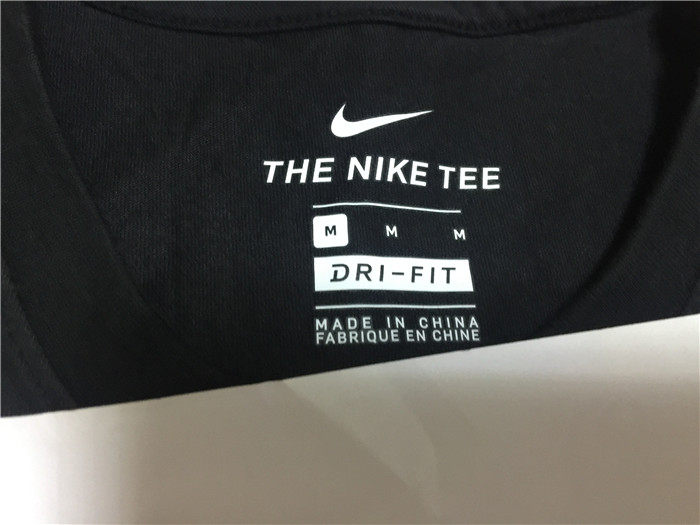 THE NIKE TEE
M M M
DRI-FIT
MADE IN CHINA
FABRIQUE EN CHINE